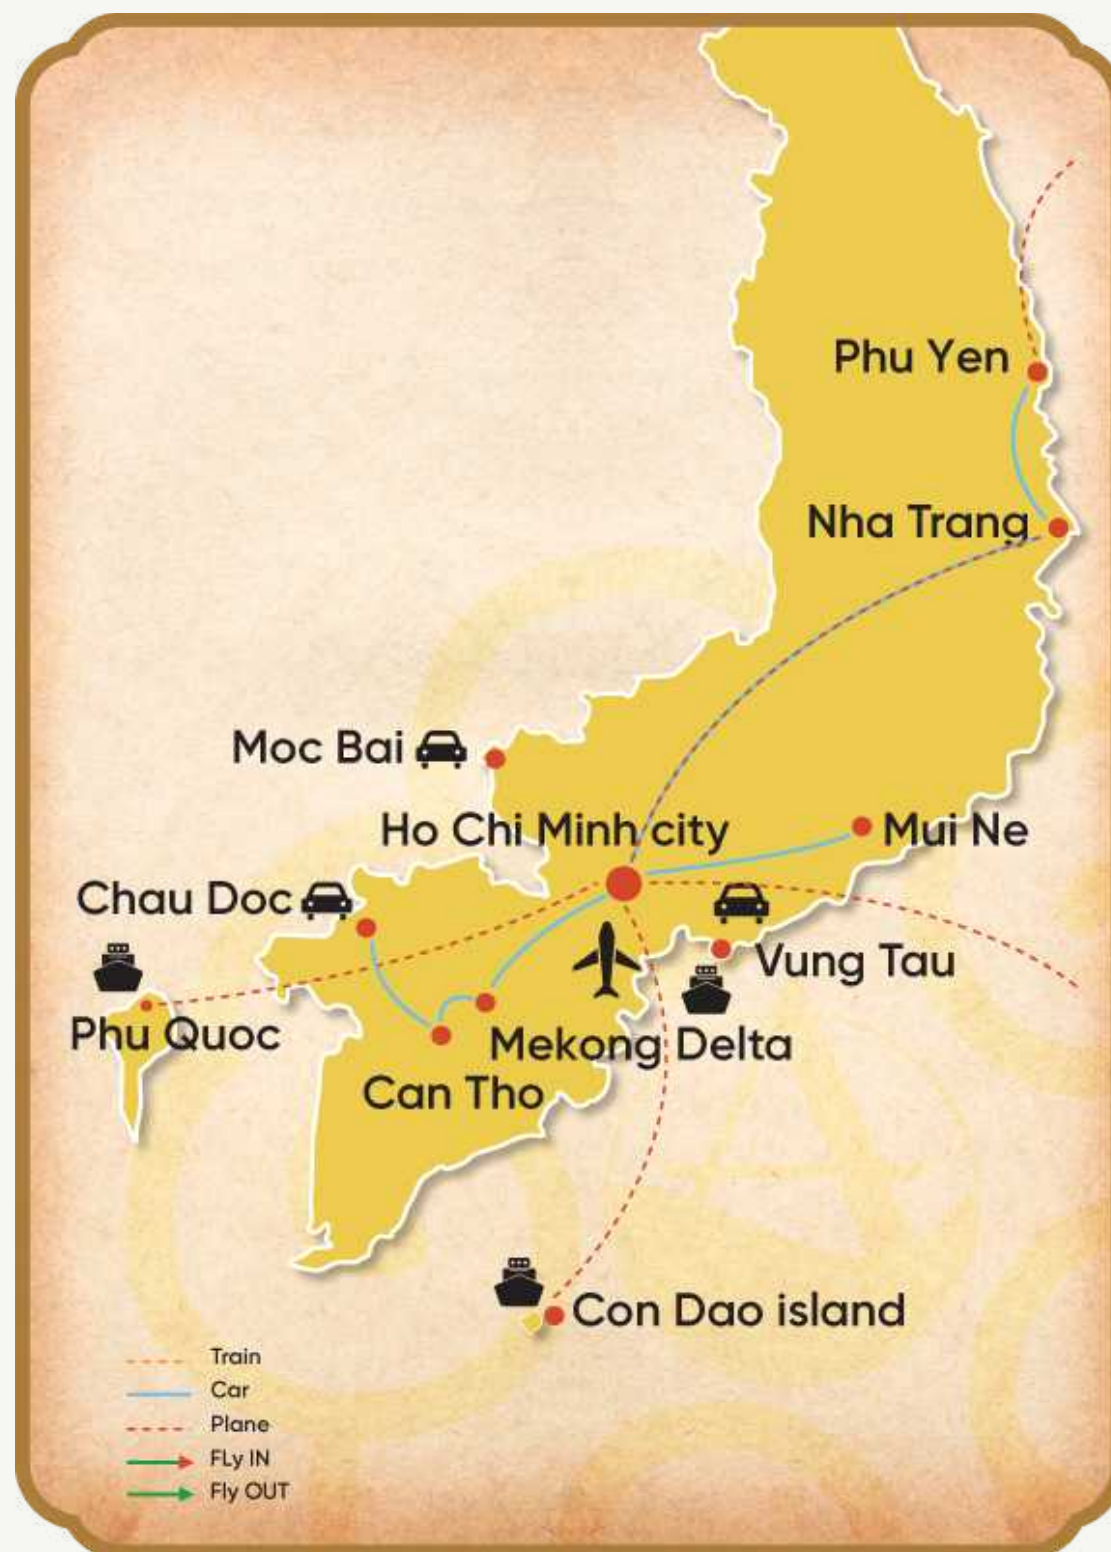 Phu Yen
Nha Trang
Moc Bai
Ho Chi Minh city
Mui Ne
Chau Doc
Vung Tau
Phu Quoc
Mekong Delta
Can Tho
Con Dao island
Train
Car
Plane
FLy IN
Fly OUT